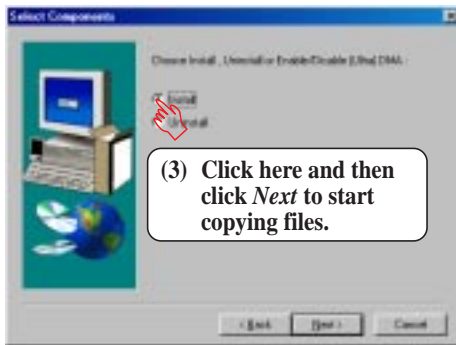 Select Components
Choose Install , Uninstall or Enable/Disable (Ultra) DMA .
Install
Uninstall
(3) Click here and then
click Next to start
copying files.
< Back Next > Cancel